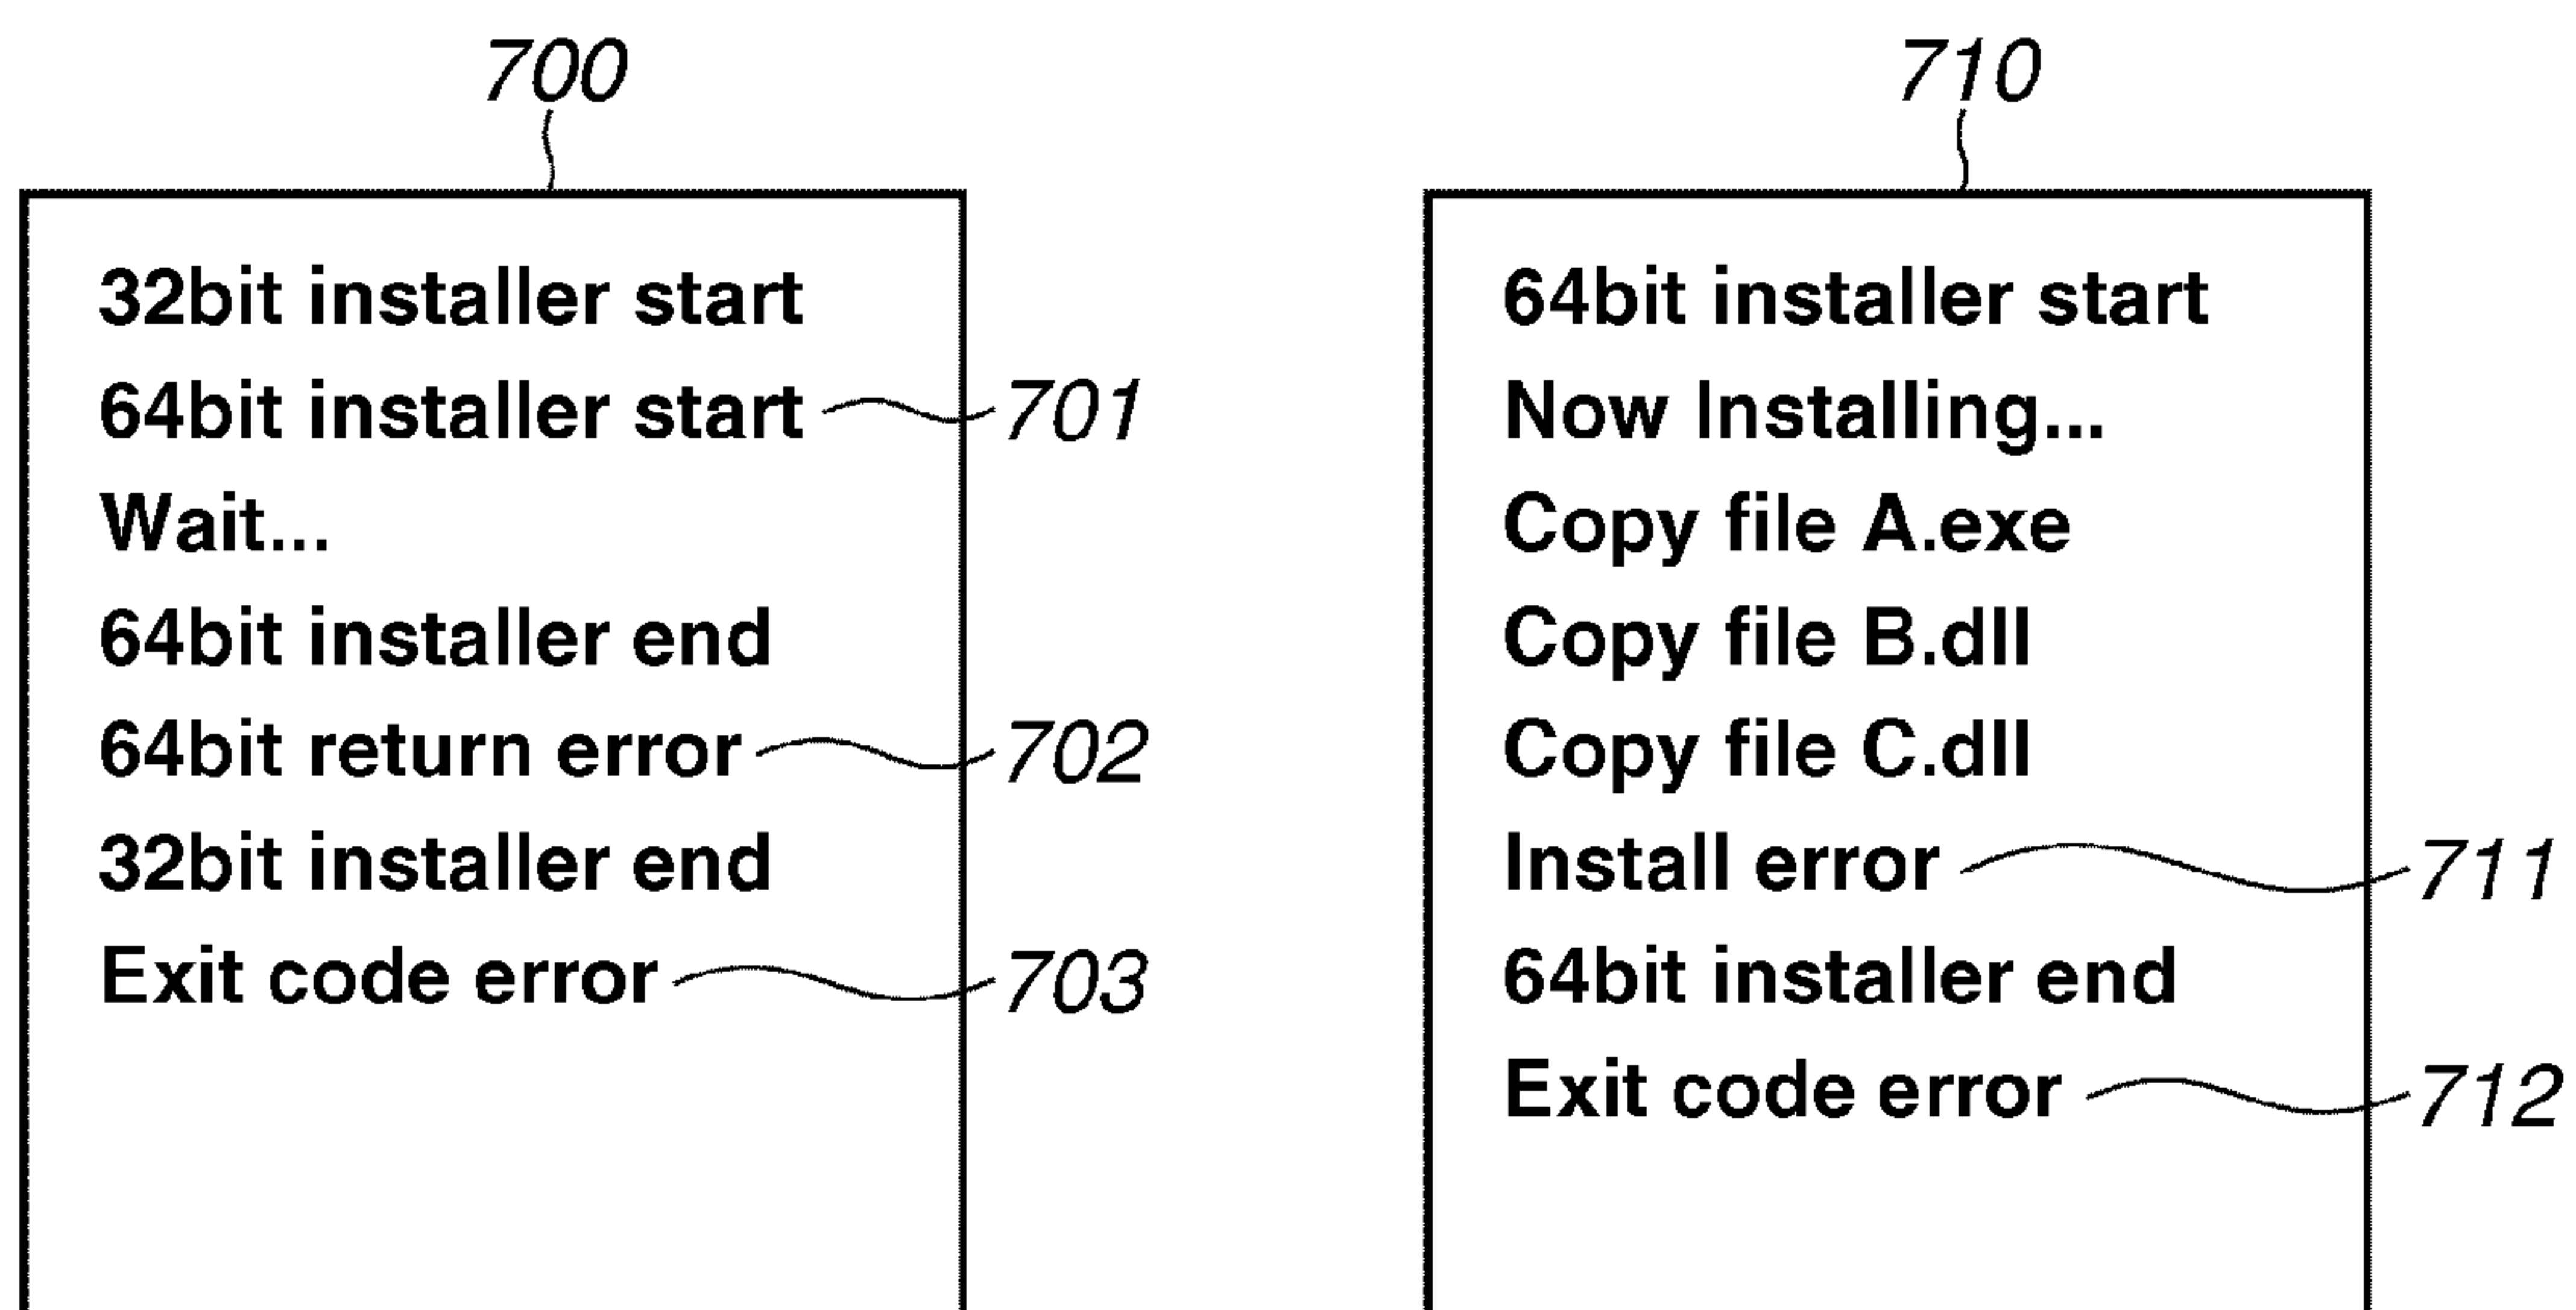 700
32bit installer start
64bit installer start 701
Wait...
64bit installer end
64bit return error 702
32bit installer end
Exit code error 703
710
64bit installer start
Now Installing...
Copy file A.exe
Copy file B.dll
Copy file C.dll
Install error 711
64bit installer end
Exit code error 712